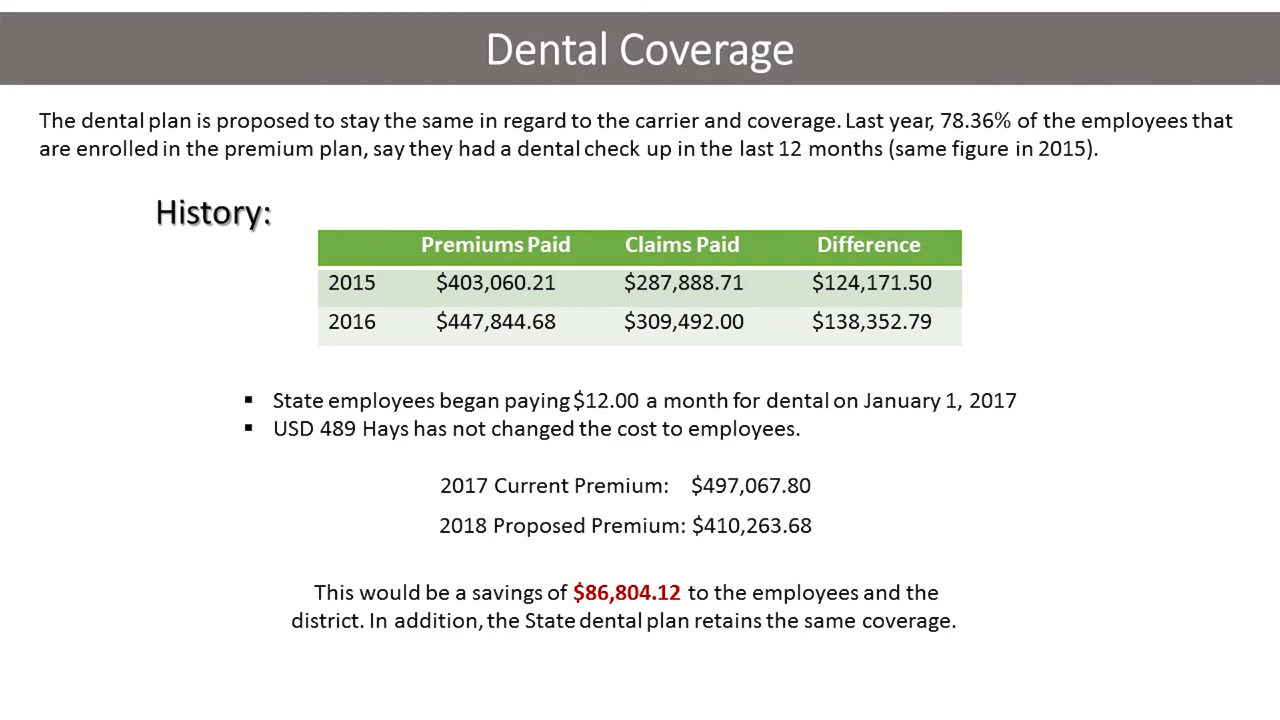 Dental Coverage
The dental plan is proposed to stay the same in regard to the carrier and coverage. Last year, 78.36% of the employees that
are enrolled in the premium plan, say they had a dental check up in the last 12 months (same figure in 2015).
History:
Premiums Paid Claims Paid Difference
2015 $403,060.21 $287,888.71 $124,171.50
2016 $447,844.68 $309,492.00 $138,352.79
▪ State employees began paying $12.00 a month for dental on January 1, 2017
▪ USD 489 Hays has not changed the cost to employees.
2017 Current Premium: $497,067.80
2018 Proposed Premium: $410,263.68
This would be a savings of $86,804.12 to the employees and the
district. In addition, the State dental plan retains the same coverage.